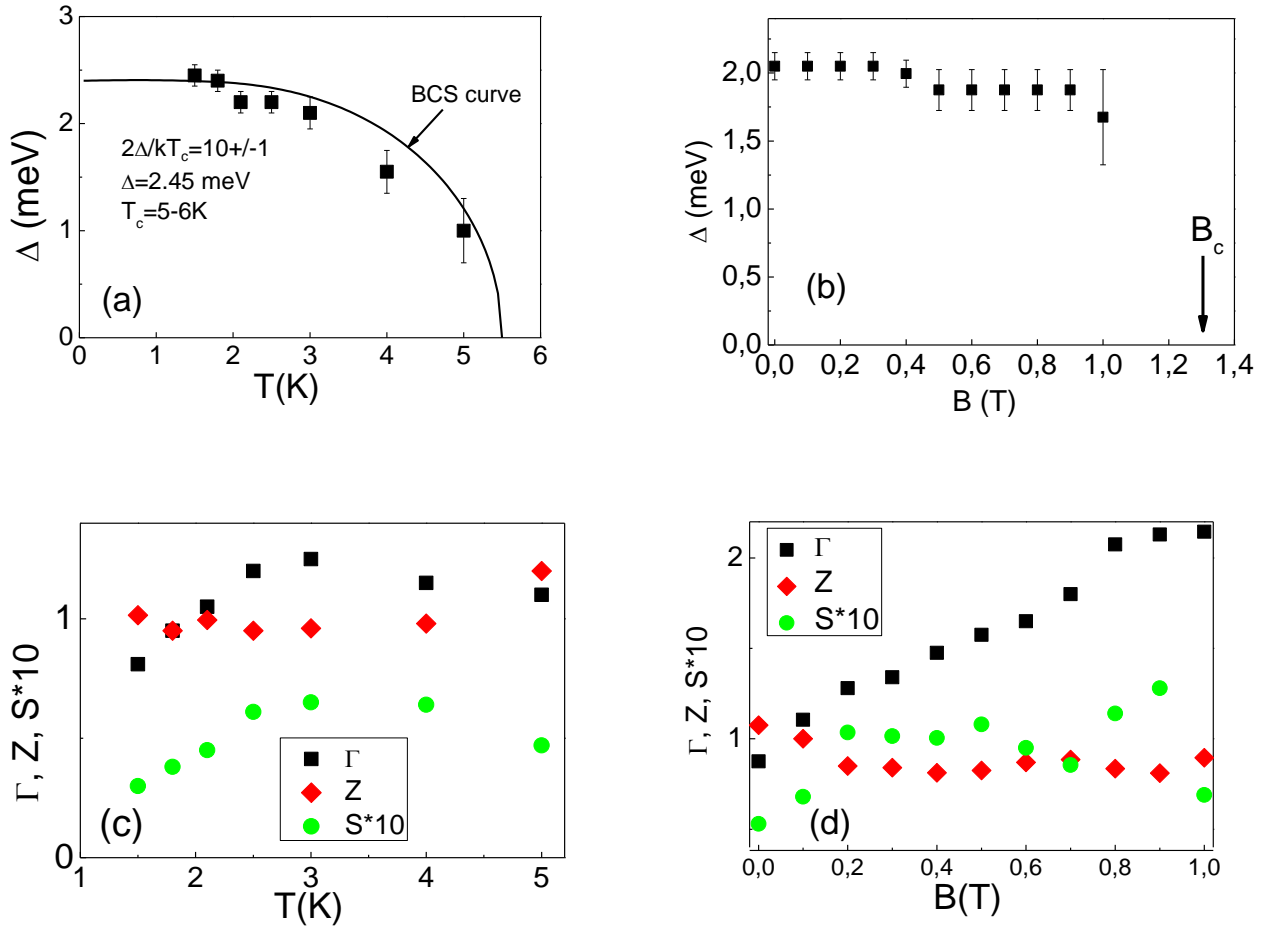 3
2
1
0
Δ (meV)
BCS curve
2Δ/kTc=10+/-1
Δ=2.45 meV
Tc=5-6K
(a)
0 1 2 3 4 5 6
T(K)
2,0
1,5
1,0
0,5
0,0
Δ (meV)
Bc
(b)
0,0 0,2 0,4 0,6 0,8 1,0 1,2 1,4
B (T)
1
0
Γ, Z, S*10
Γ
Z
S*10
(c)
1 2 3 4 5
T(K)
2
1
Γ, Z, S*10
Γ
Z
S*10
(d)
0,0 0,2 0,4 0,6 0,8 1,0
B(T)